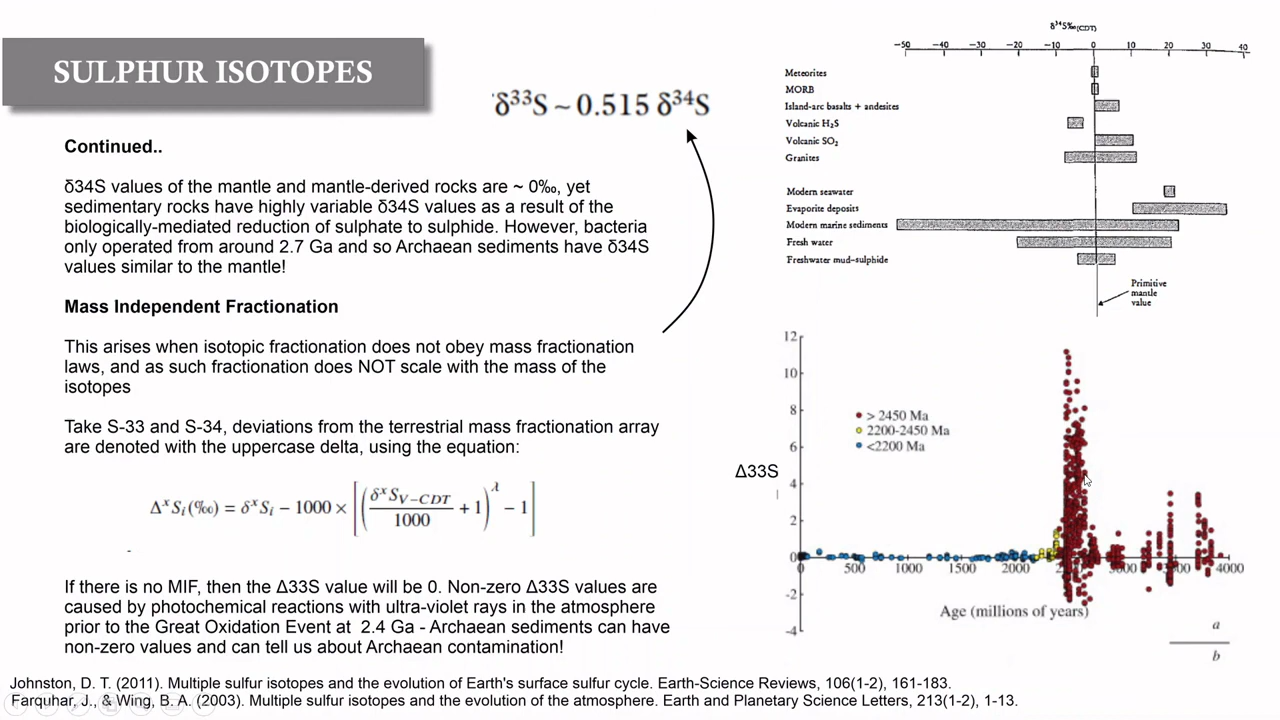 SULPHUR ISOTOPES
δ³³S ~ 0.515 δ³⁴S
Continued..
δ34S values of the mantle and mantle-derived rocks are ~ 0‰, yet
sedimentary rocks have highly variable δ34S values as a result of the
biologically-mediated reduction of sulphate to sulphide. However, bacteria
only operated from around 2.7 Ga and so Archaean sediments have δ34S
values similar to the mantle!
Mass Independent Fractionation
This arises when isotopic fractionation does not obey mass fractionation
laws, and as such fractionation does NOT scale with the mass of the
isotopes
Take S-33 and S-34, deviations from the terrestrial mass fractionation array
are denoted with the uppercase delta, using the equation:
Δ^x S_i(‰) = δ^x S_i − 1000 × [(δ^x S_V−CDT / 1000 + 1)^λ − 1]
If there is no MIF, then the Δ33S value will be 0. Non-zero Δ33S values are
caused by photochemical reactions with ultra-violet rays in the atmosphere
prior to the Great Oxidation Event at 2.4 Ga - Archaean sediments can have
non-zero values and can tell us about Archaean contamination!
δ³⁴S‰(CDT)
−50 −40 −30 −20 −10 0 10 20 30 40
Meteorites
MORB
Island-arc basalts + andesites
Volcanic H₂S
Volcanic SO₂
Granites
Modern seawater
Evaporite deposits
Modern marine sediments
Fresh water
Freshwater mud-sulphide
Primitive
mantle
value
12
10
8
6
4
2
0
-2
-4
Δ33S
> 2450 Ma
2200-2450 Ma
<2200 Ma
0 500 1000 1500 2000 3000 3500 4000
Age (millions of years)
a
b
Johnston, D. T. (2011). Multiple sulfur isotopes and the evolution of Earth's surface sulfur cycle. Earth-Science Reviews, 106(1-2), 161-183.
Farquhar, J., & Wing, B. A. (2003). Multiple sulfur isotopes and the evolution of the atmosphere. Earth and Planetary Science Letters, 213(1-2), 1-13.